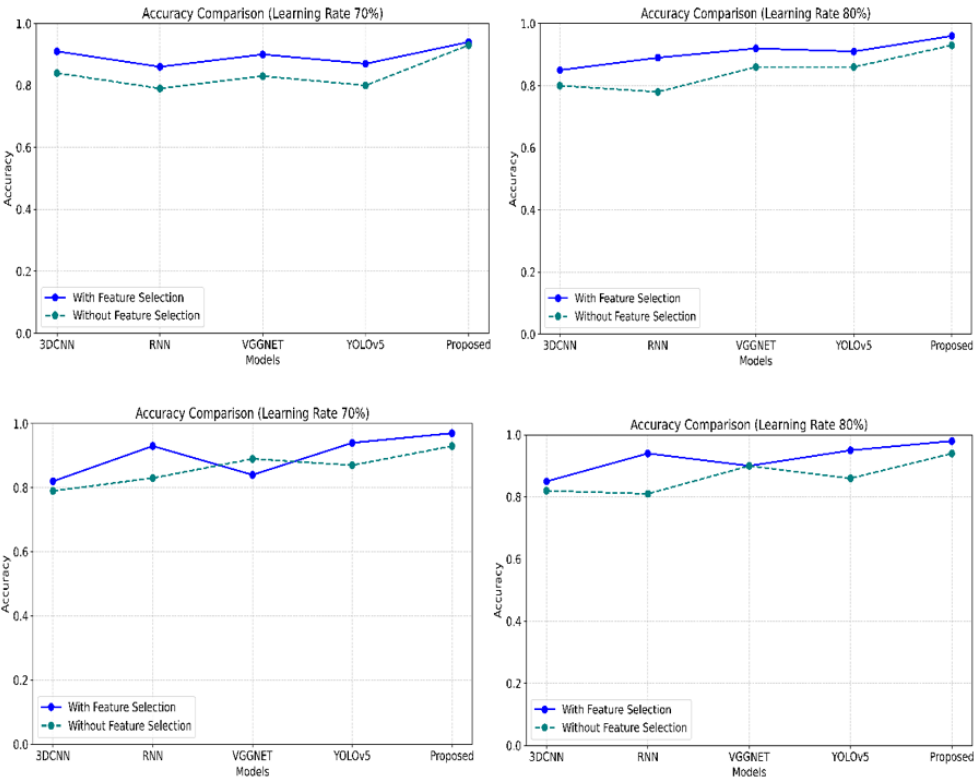 Accuracy Comparison (Learning Rate 70%)
1.0
0.8
0.6
0.4
0.2
0.0
Accuracy
With Feature Selection
Without Feature Selection
3DCNN RNN VGGNET YOLOv5 Proposed
Models
Accuracy Comparison (Learning Rate 80%)
1.0
0.8
0.6
0.4
0.2
0.0
Accuracy
With Feature Selection
Without Feature Selection
3DCNN RNN VGGNET YOLOv5 Proposed
Models
Accuracy Comparison (Learning Rate 70%)
1.0
0.8
0.6
0.4
0.2
0.0
Accuracy
With Feature Selection
Without Feature Selection
3DCNN RNN VGGNET YOLOv5 Proposed
Models
Accuracy Comparison (Learning Rate 80%)
1.0
0.8
0.6
0.4
0.2
0.0
Accuracy
With Feature Selection
Without Feature Selection
3DCNN RNN VGGNET YOLOv5 Proposed
Models